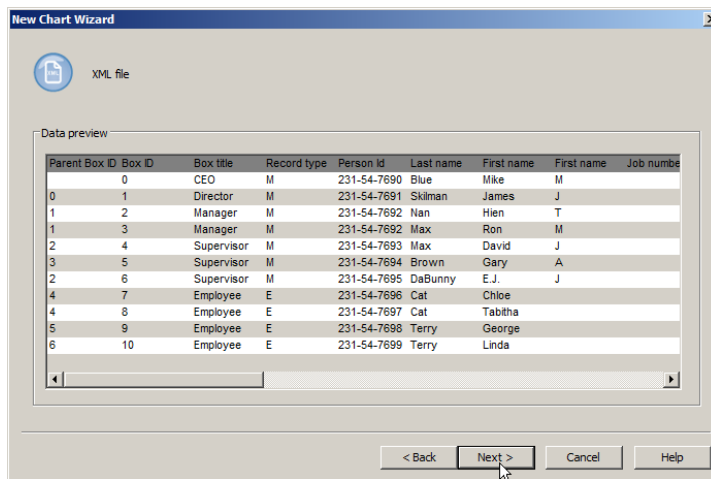 New Chart Wizard
XML file
Data preview
Parent Box ID Box ID Box title Record type Person Id Last name First name First name Job numbe
0 CEO M 231-54-7690 Blue Mike M
0 1 Director M 231-54-7691 Skilman James J
1 2 Manager M 231-54-7692 Nan Hien T
1 3 Manager M 231-54-7692 Max Ron M
2 4 Supervisor M 231-54-7693 Max David J
3 5 Supervisor M 231-54-7694 Brown Gary A
2 6 Supervisor M 231-54-7695 DaBunny E.J. J
4 7 Employee E 231-54-7696 Cat Chloe
4 8 Employee E 231-54-7697 Cat Tabitha
5 9 Employee E 231-54-7698 Terry George
6 10 Employee E 231-54-7699 Terry Linda
< Back Next > Cancel Help